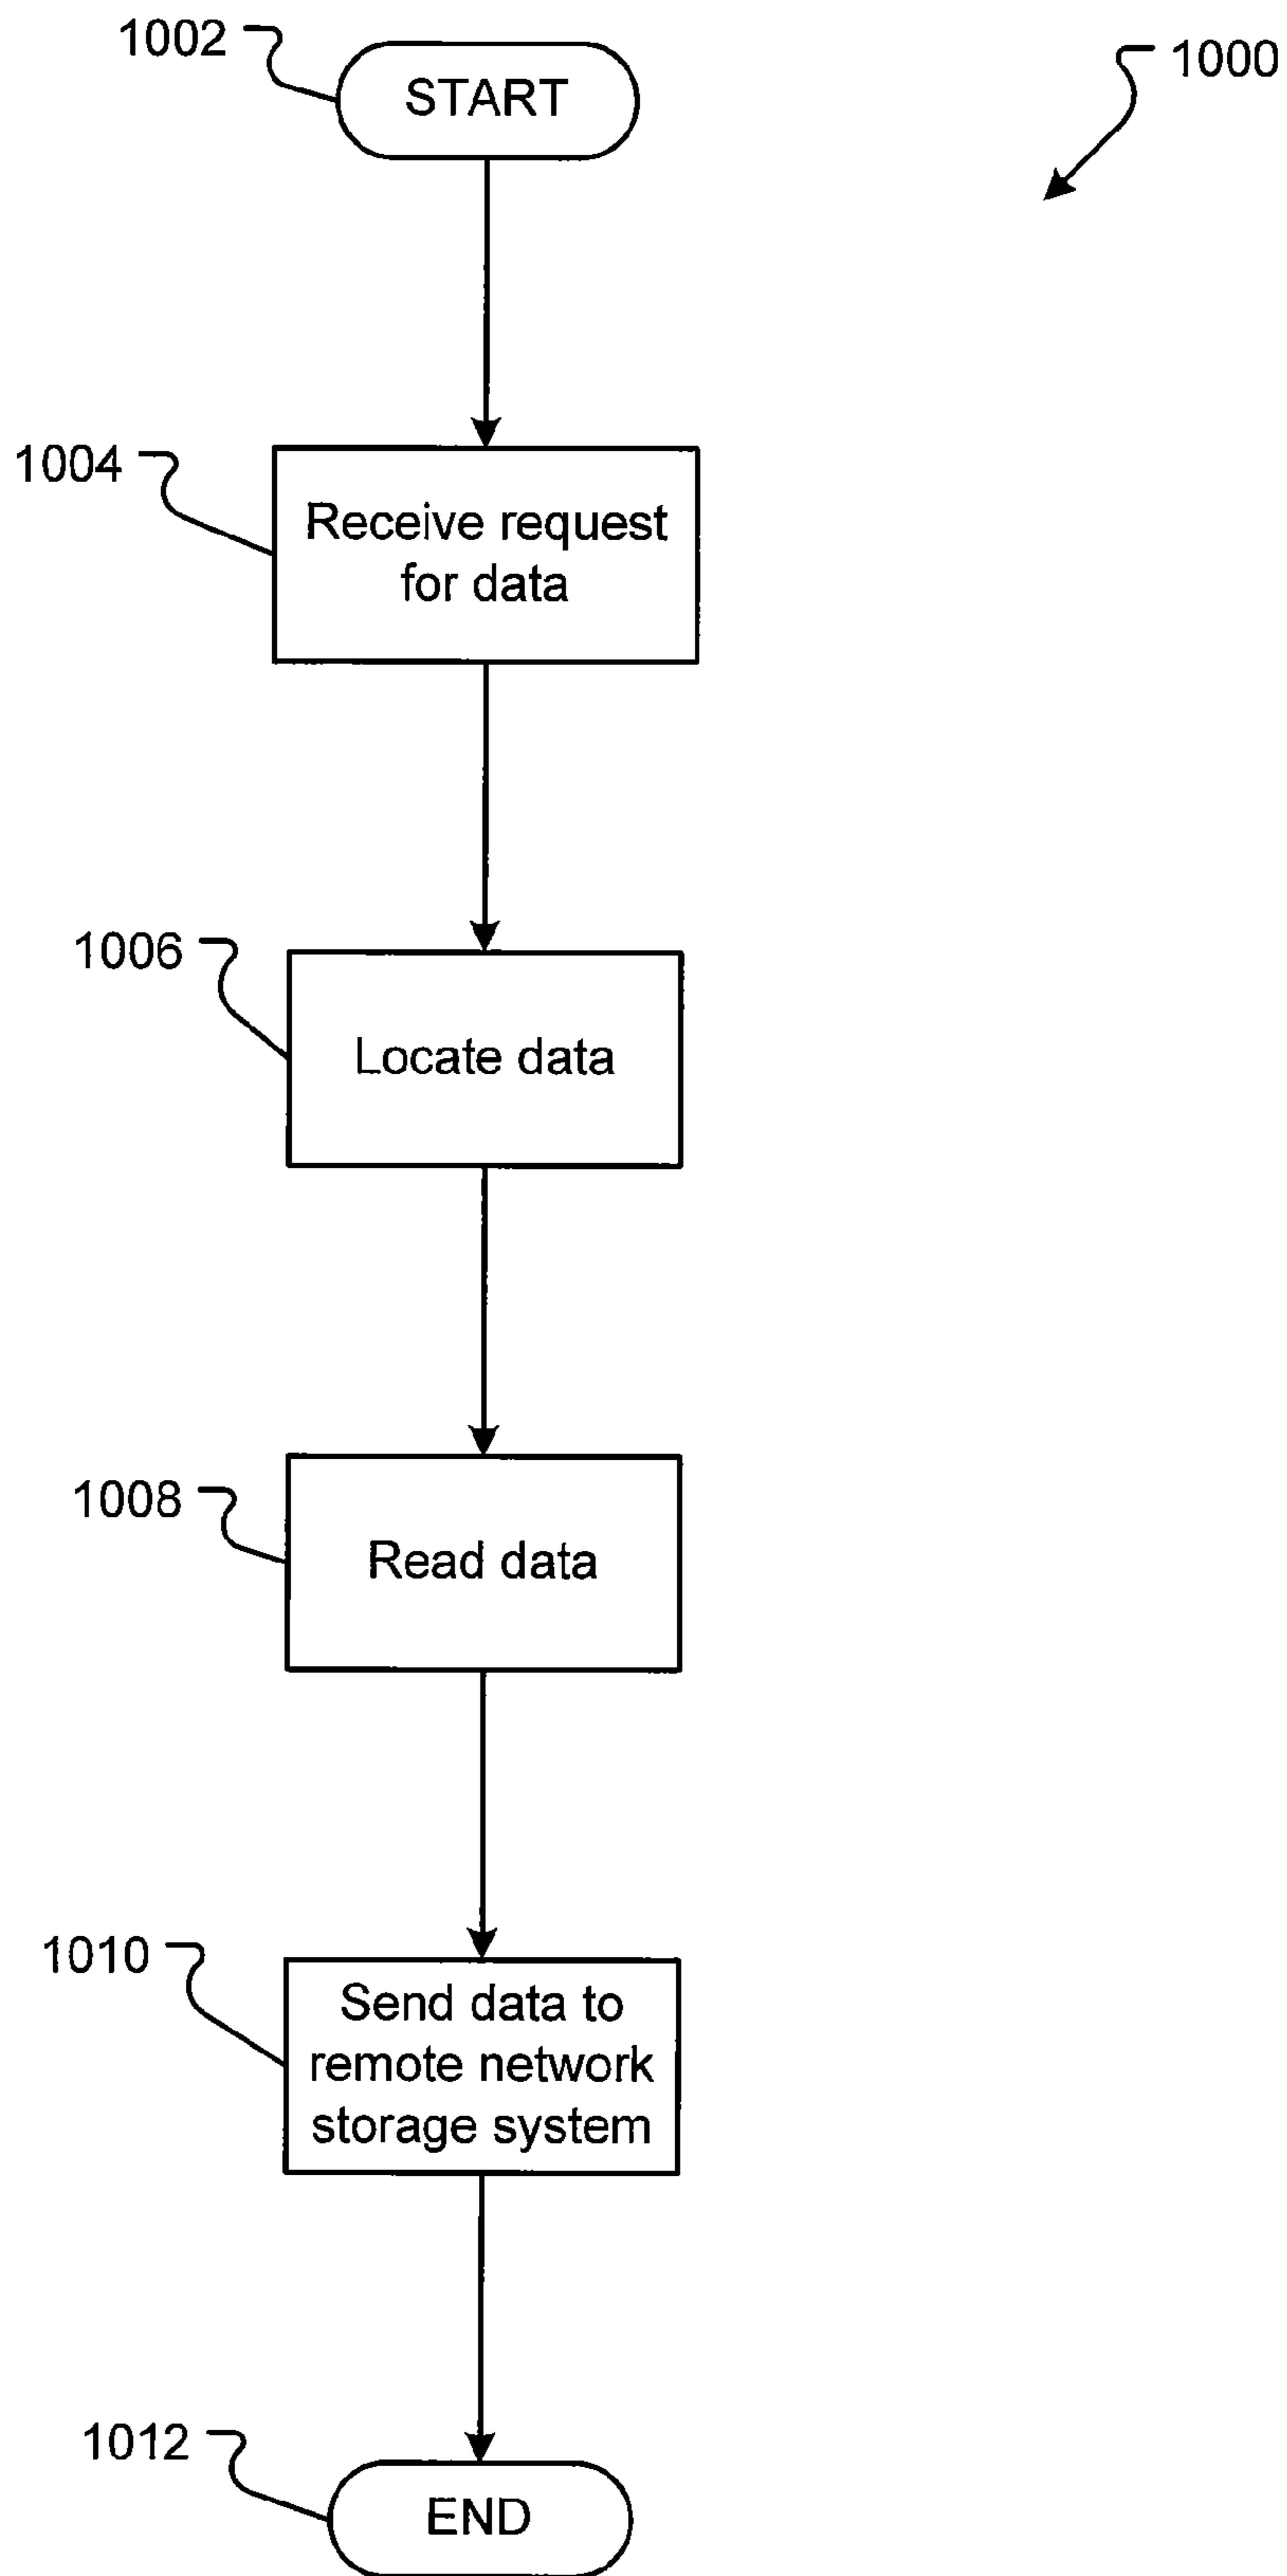 1002
START
1000
1004
Receive request
for data
1006
Locate data
1008
Read data
1010
Send data to
remote network
storage system
1012
END